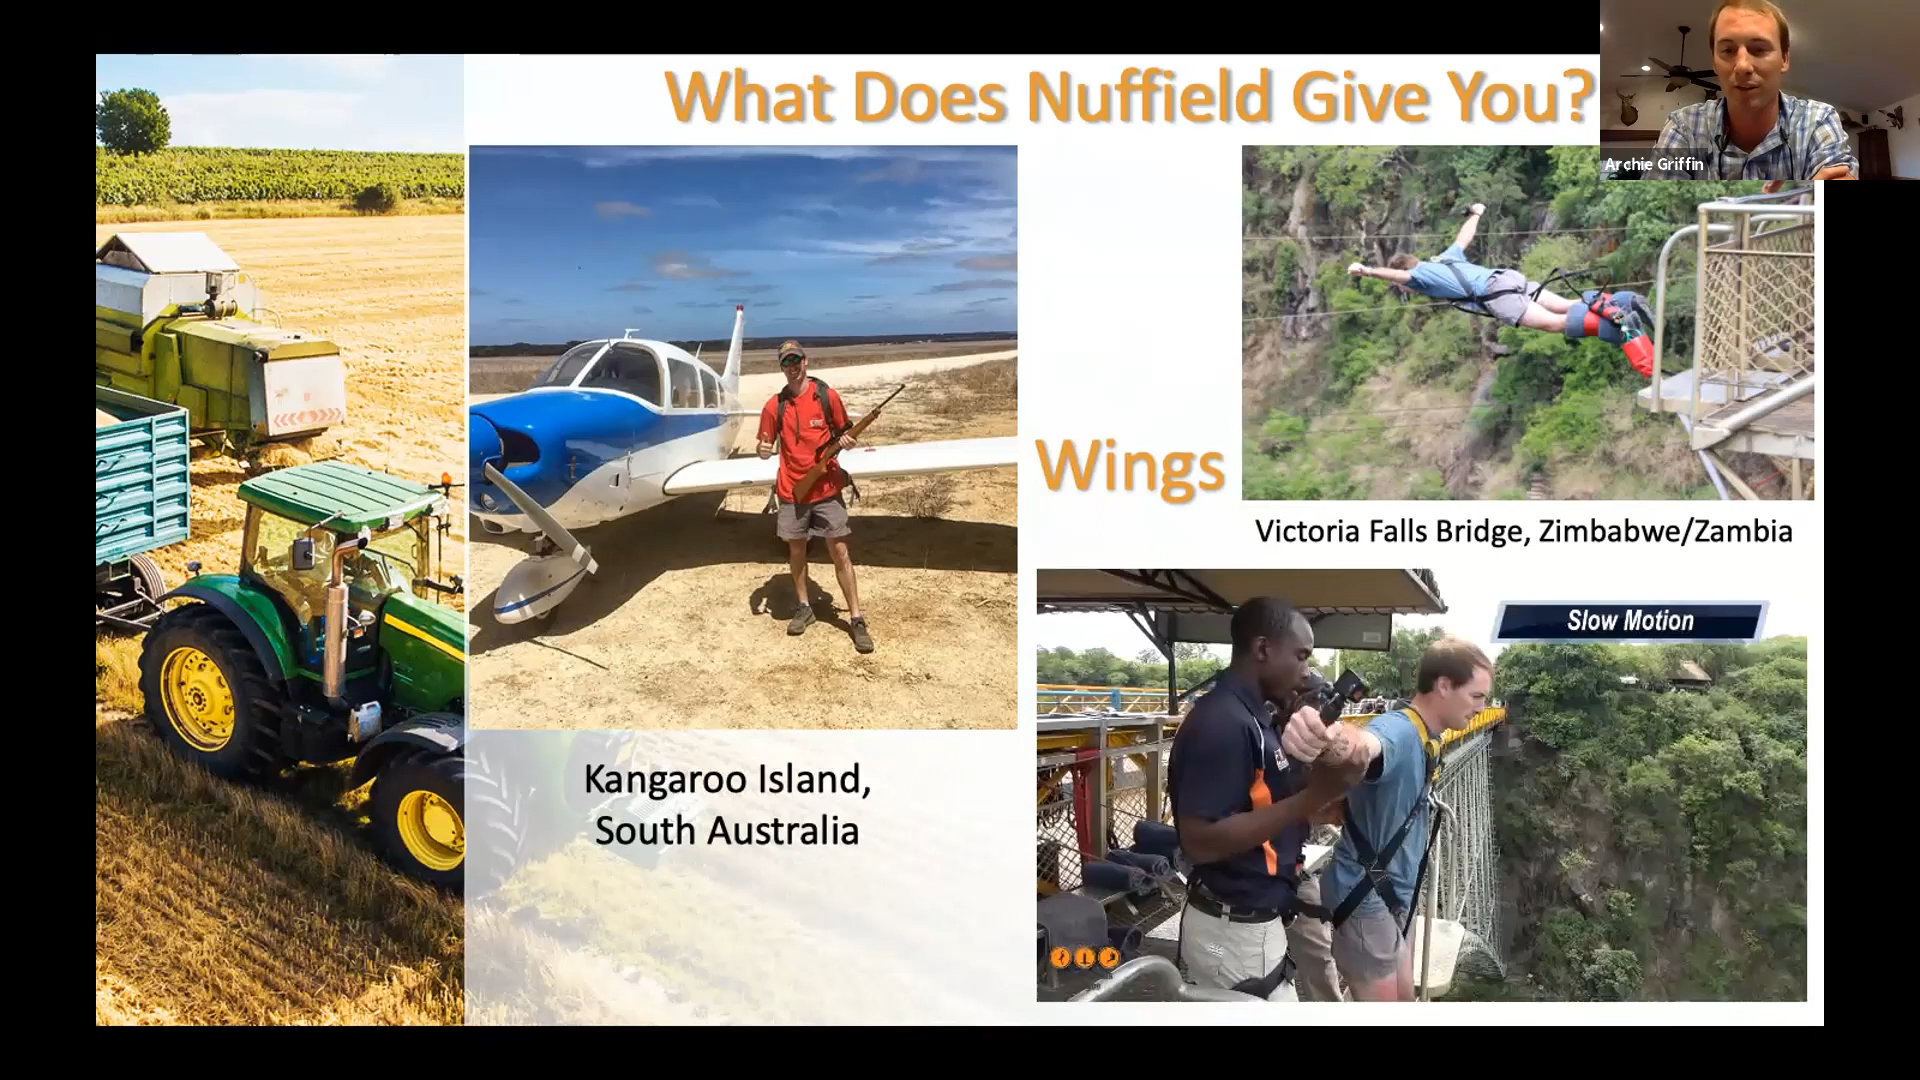 What Does Nuffield Give You?
Archie Griffin
Wings
Victoria Falls Bridge, Zimbabwe/Zambia
Slow Motion
Kangaroo Island,
South Australia